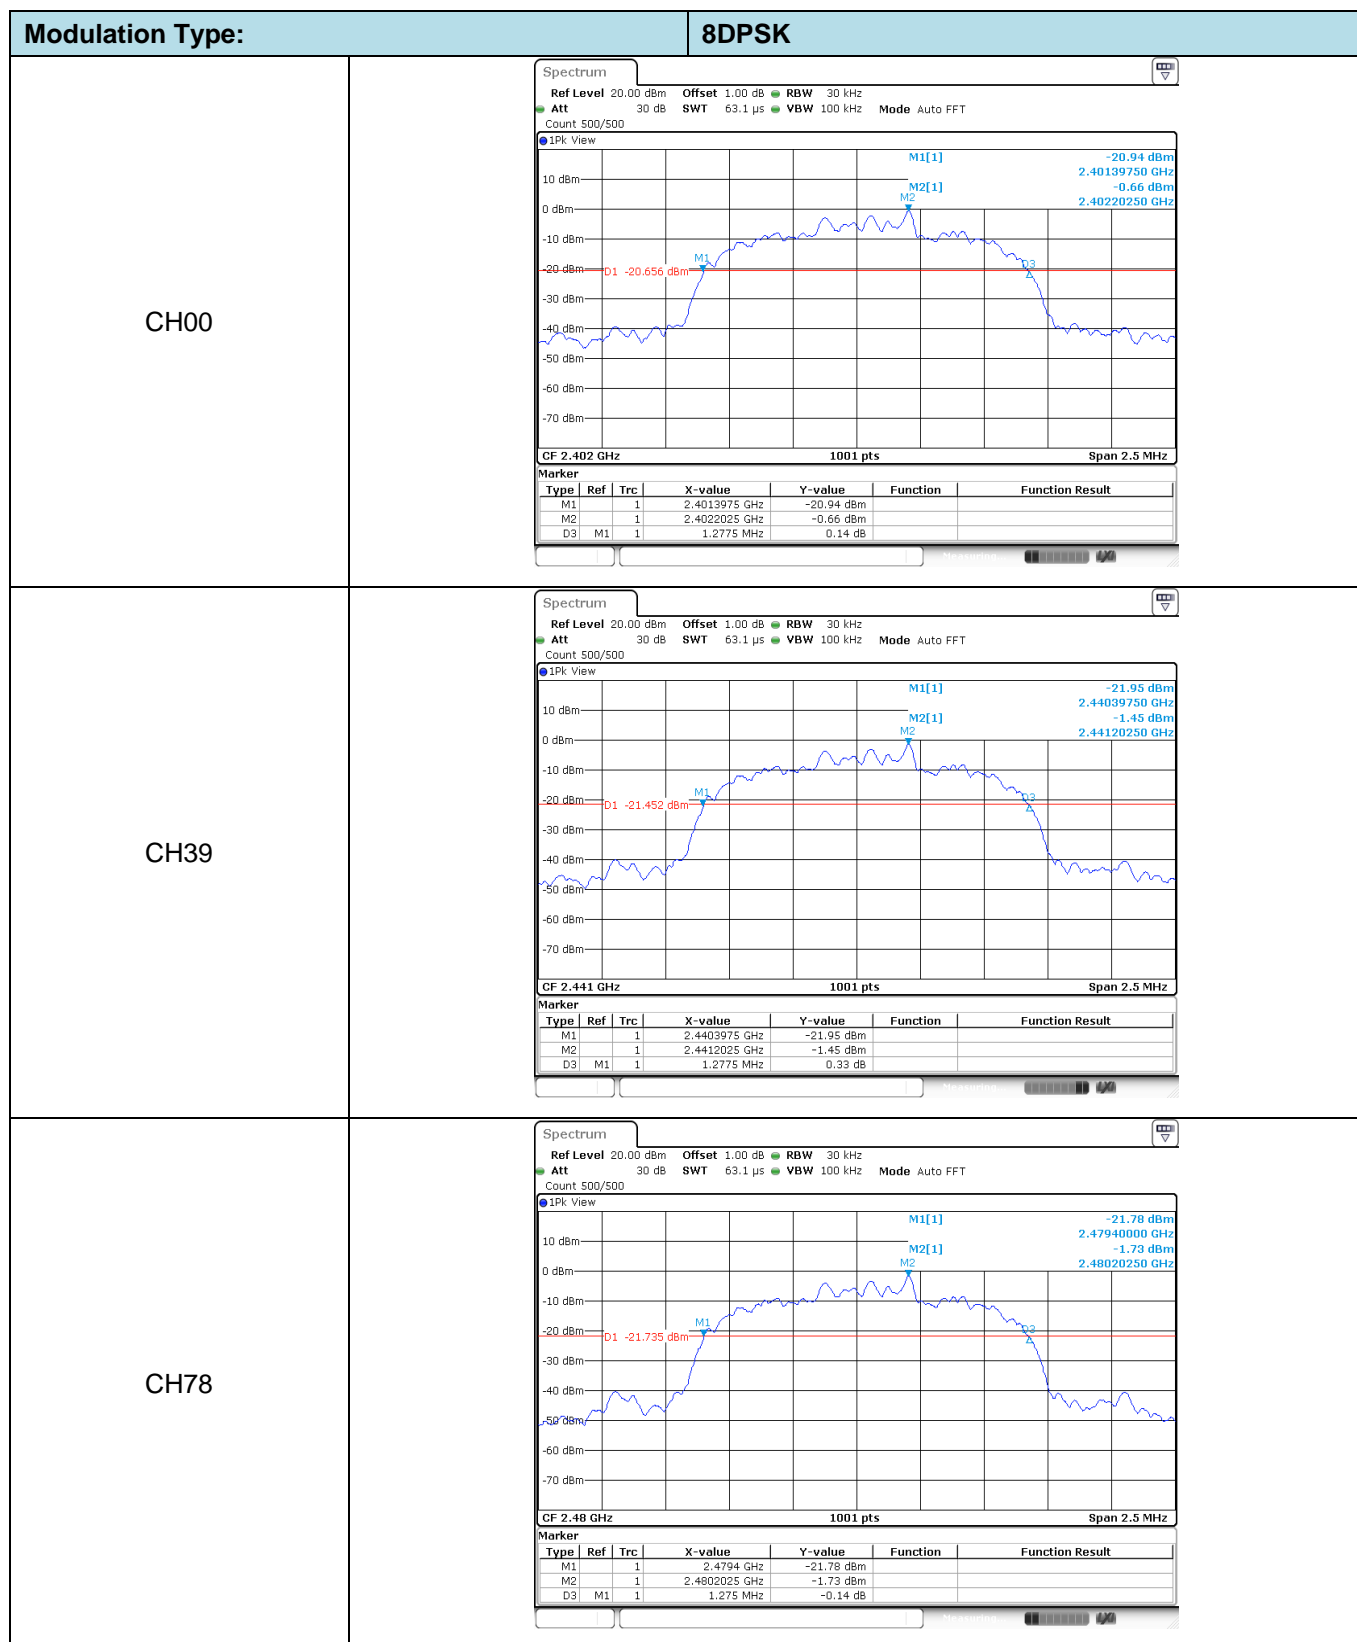 Modulation Type: 8DPSK
CH00
Spectrum
Ref Level 20.00 dBm Offset 1.00 dB RBW 30 kHz
Att 30 dB SWT 63.1 µs VBW 100 kHz Mode Auto FFT
Count 500/500
1Pk View
M1[1] -20.94 dBm
2.40139750 GHz
M2[1] -0.66 dBm
2.40220250 GHz
M2
10 dBm
0 dBm
-10 dBm
M1
D3
-20 dBm
D1 -20.656 dBm
-30 dBm
-40 dBm
-50 dBm
-60 dBm
-70 dBm
CF 2.402 GHz 1001 pts Span 2.5 MHz
Marker
Type Ref Trc X-value Y-value Function Function Result
M1 1 2.4013975 GHz -20.94 dBm
M2 1 2.4022025 GHz -0.66 dBm
D3 M1 1 1.2775 MHz 0.14 dB
Measuring...
CH39
Spectrum
Ref Level 20.00 dBm Offset 1.00 dB RBW 30 kHz
Att 30 dB SWT 63.1 µs VBW 100 kHz Mode Auto FFT
Count 500/500
1Pk View
M1[1] -21.95 dBm
2.44039750 GHz
M2[1] -1.45 dBm
2.44120250 GHz
M2
10 dBm
0 dBm
-10 dBm
M1
D3
-20 dBm
D1 -21.452 dBm
-30 dBm
-40 dBm
-50 dBm
-60 dBm
-70 dBm
CF 2.441 GHz 1001 pts Span 2.5 MHz
Marker
Type Ref Trc X-value Y-value Function Function Result
M1 1 2.4403975 GHz -21.95 dBm
M2 1 2.4412025 GHz -1.45 dBm
D3 M1 1 1.2775 MHz 0.33 dB
Measuring...
CH78
Spectrum
Ref Level 20.00 dBm Offset 1.00 dB RBW 30 kHz
Att 30 dB SWT 63.1 µs VBW 100 kHz Mode Auto FFT
Count 500/500
1Pk View
M1[1] -21.78 dBm
2.47940000 GHz
M2[1] -1.73 dBm
2.48020250 GHz
M2
10 dBm
0 dBm
-10 dBm
M1
D3
-20 dBm
D1 -21.735 dBm
-30 dBm
-40 dBm
-50 dBm
-60 dBm
-70 dBm
CF 2.48 GHz 1001 pts Span 2.5 MHz
Marker
Type Ref Trc X-value Y-value Function Function Result
M1 1 2.4794 GHz -21.78 dBm
M2 1 2.4802025 GHz -1.73 dBm
D3 M1 1 1.275 MHz -0.14 dB
Measuring...